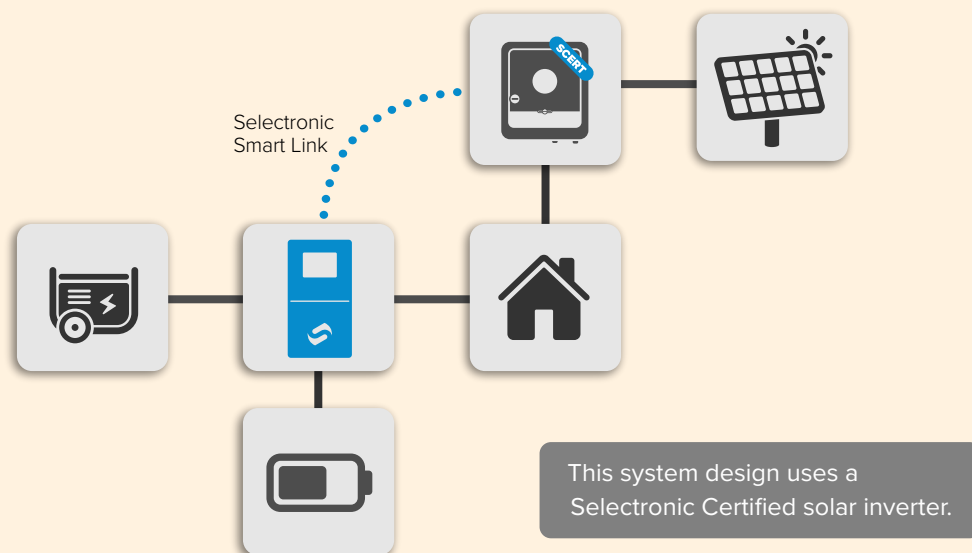 SCERT
Selectronic
Smart Link
This system design uses a
Selectronic Certified solar inverter.